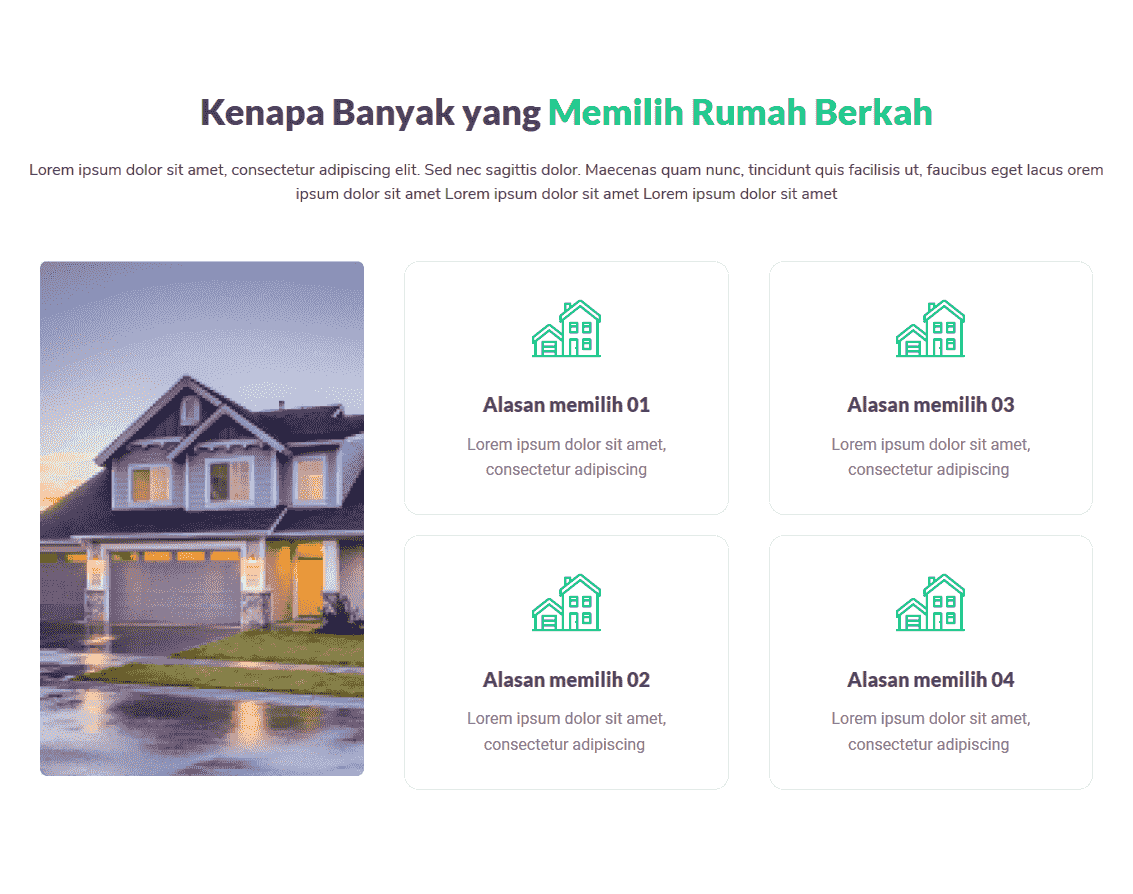 Kenapa Banyak yang Memilih Rumah Berkah
Lorem ipsum dolor sit amet, consectetur adipiscing elit. Sed nec sagittis dolor. Maecenas quam nunc, tincidunt quis facilisis ut, faucibus eget lacus orem
ipsum dolor sit amet Lorem ipsum dolor sit amet Lorem ipsum dolor sit amet
Alasan memilih 01
Lorem ipsum dolor sit amet,
consectetur adipiscing
Alasan memilih 03
Lorem ipsum dolor sit amet,
consectetur adipiscing
Alasan memilih 02
Lorem ipsum dolor sit amet,
consectetur adipiscing
Alasan memilih 04
Lorem ipsum dolor sit amet,
consectetur adipiscing